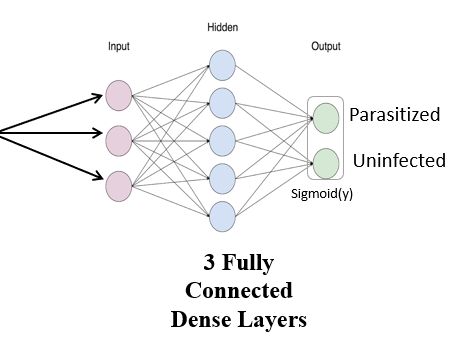 Hidden
Input
Output
Parasitized
Uninfected
Sigmoid(y)
3 Fully
Connected
Dense Layers